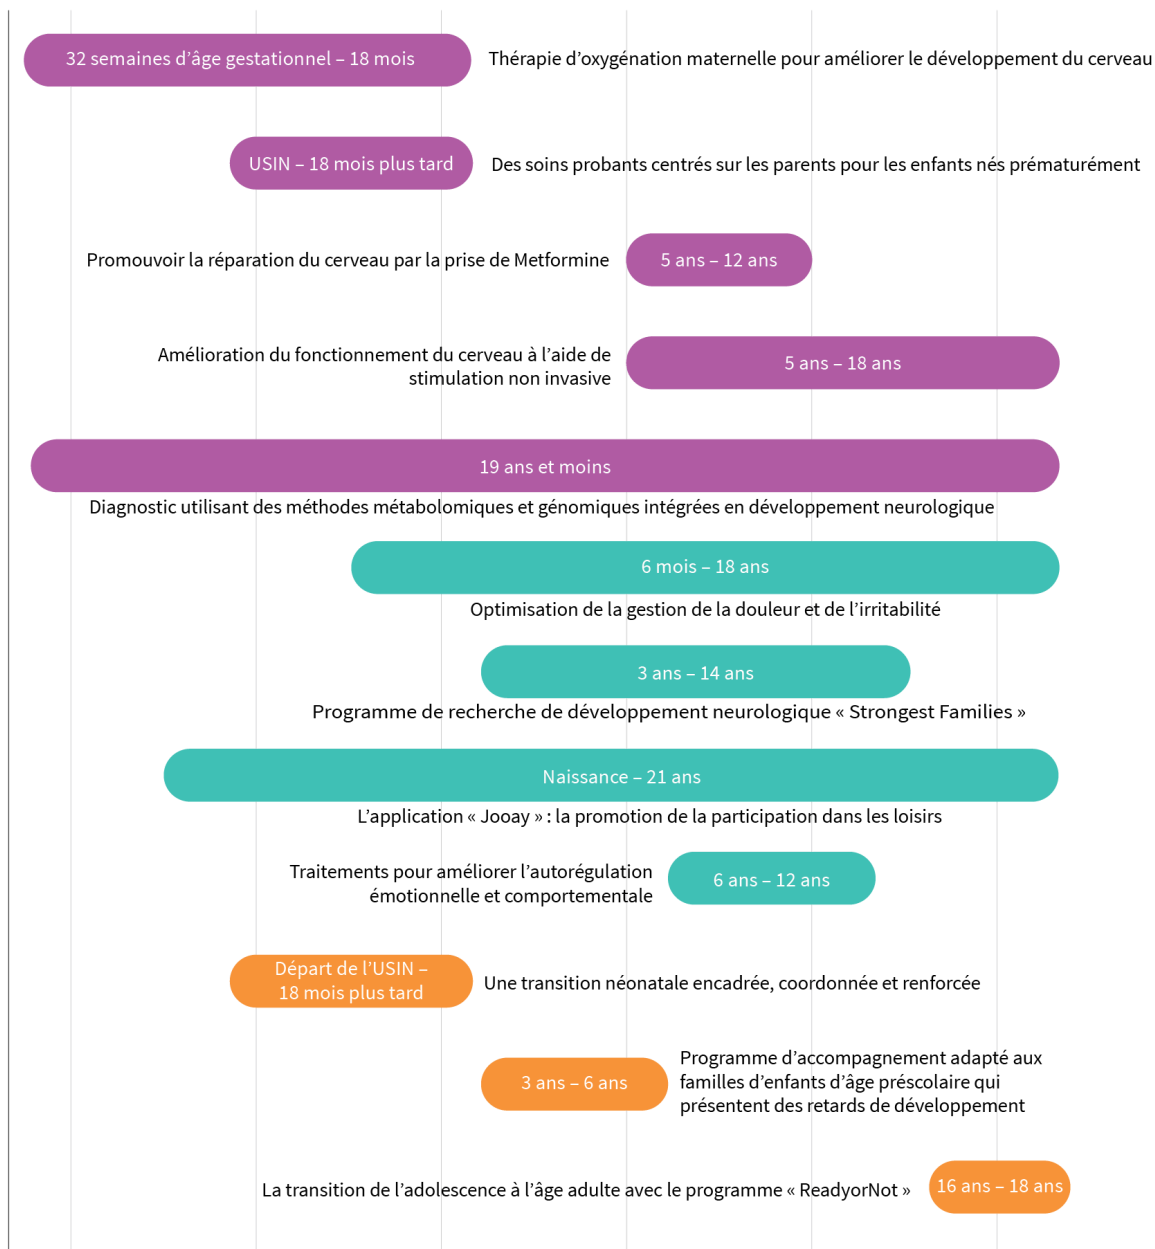 32 semaines d’âge gestationnel – 18 mois
Thérapie d’oxygénation maternelle pour améliorer le développement du cerveau
USIN – 18 mois plus tard
Des soins probants centrés sur les parents pour les enfants nés prématurément
Promouvoir la réparation du cerveau par la prise de Metformine
5 ans – 12 ans
Amélioration du fonctionnement du cerveau à l’aide de
stimulation non invasive
5 ans – 18 ans
19 ans et moins
Diagnostic utilisant des méthodes métabolomiques et génomiques intégrées en développement neurologique
6 mois – 18 ans
Optimisation de la gestion de la douleur et de l’irritabilité
3 ans – 14 ans
Programme de recherche de développement neurologique « Strongest Families »
Naissance – 21 ans
L’application « Jooay » : la promotion de la participation dans les loisirs
Traitements pour améliorer l’autorégulation
émotionnelle et comportementale
6 ans – 12 ans
Départ de l’USIN –
18 mois plus tard
Une transition néonatale encadrée, coordonnée et renforcée
3 ans – 6 ans
Programme d’accompagnement adapté aux
familles d’enfants d’âge préscolaire qui
présentent des retards de développement
La transition de l’adolescence à l’âge adulte avec le programme « ReadyorNot »
16 ans – 18 ans